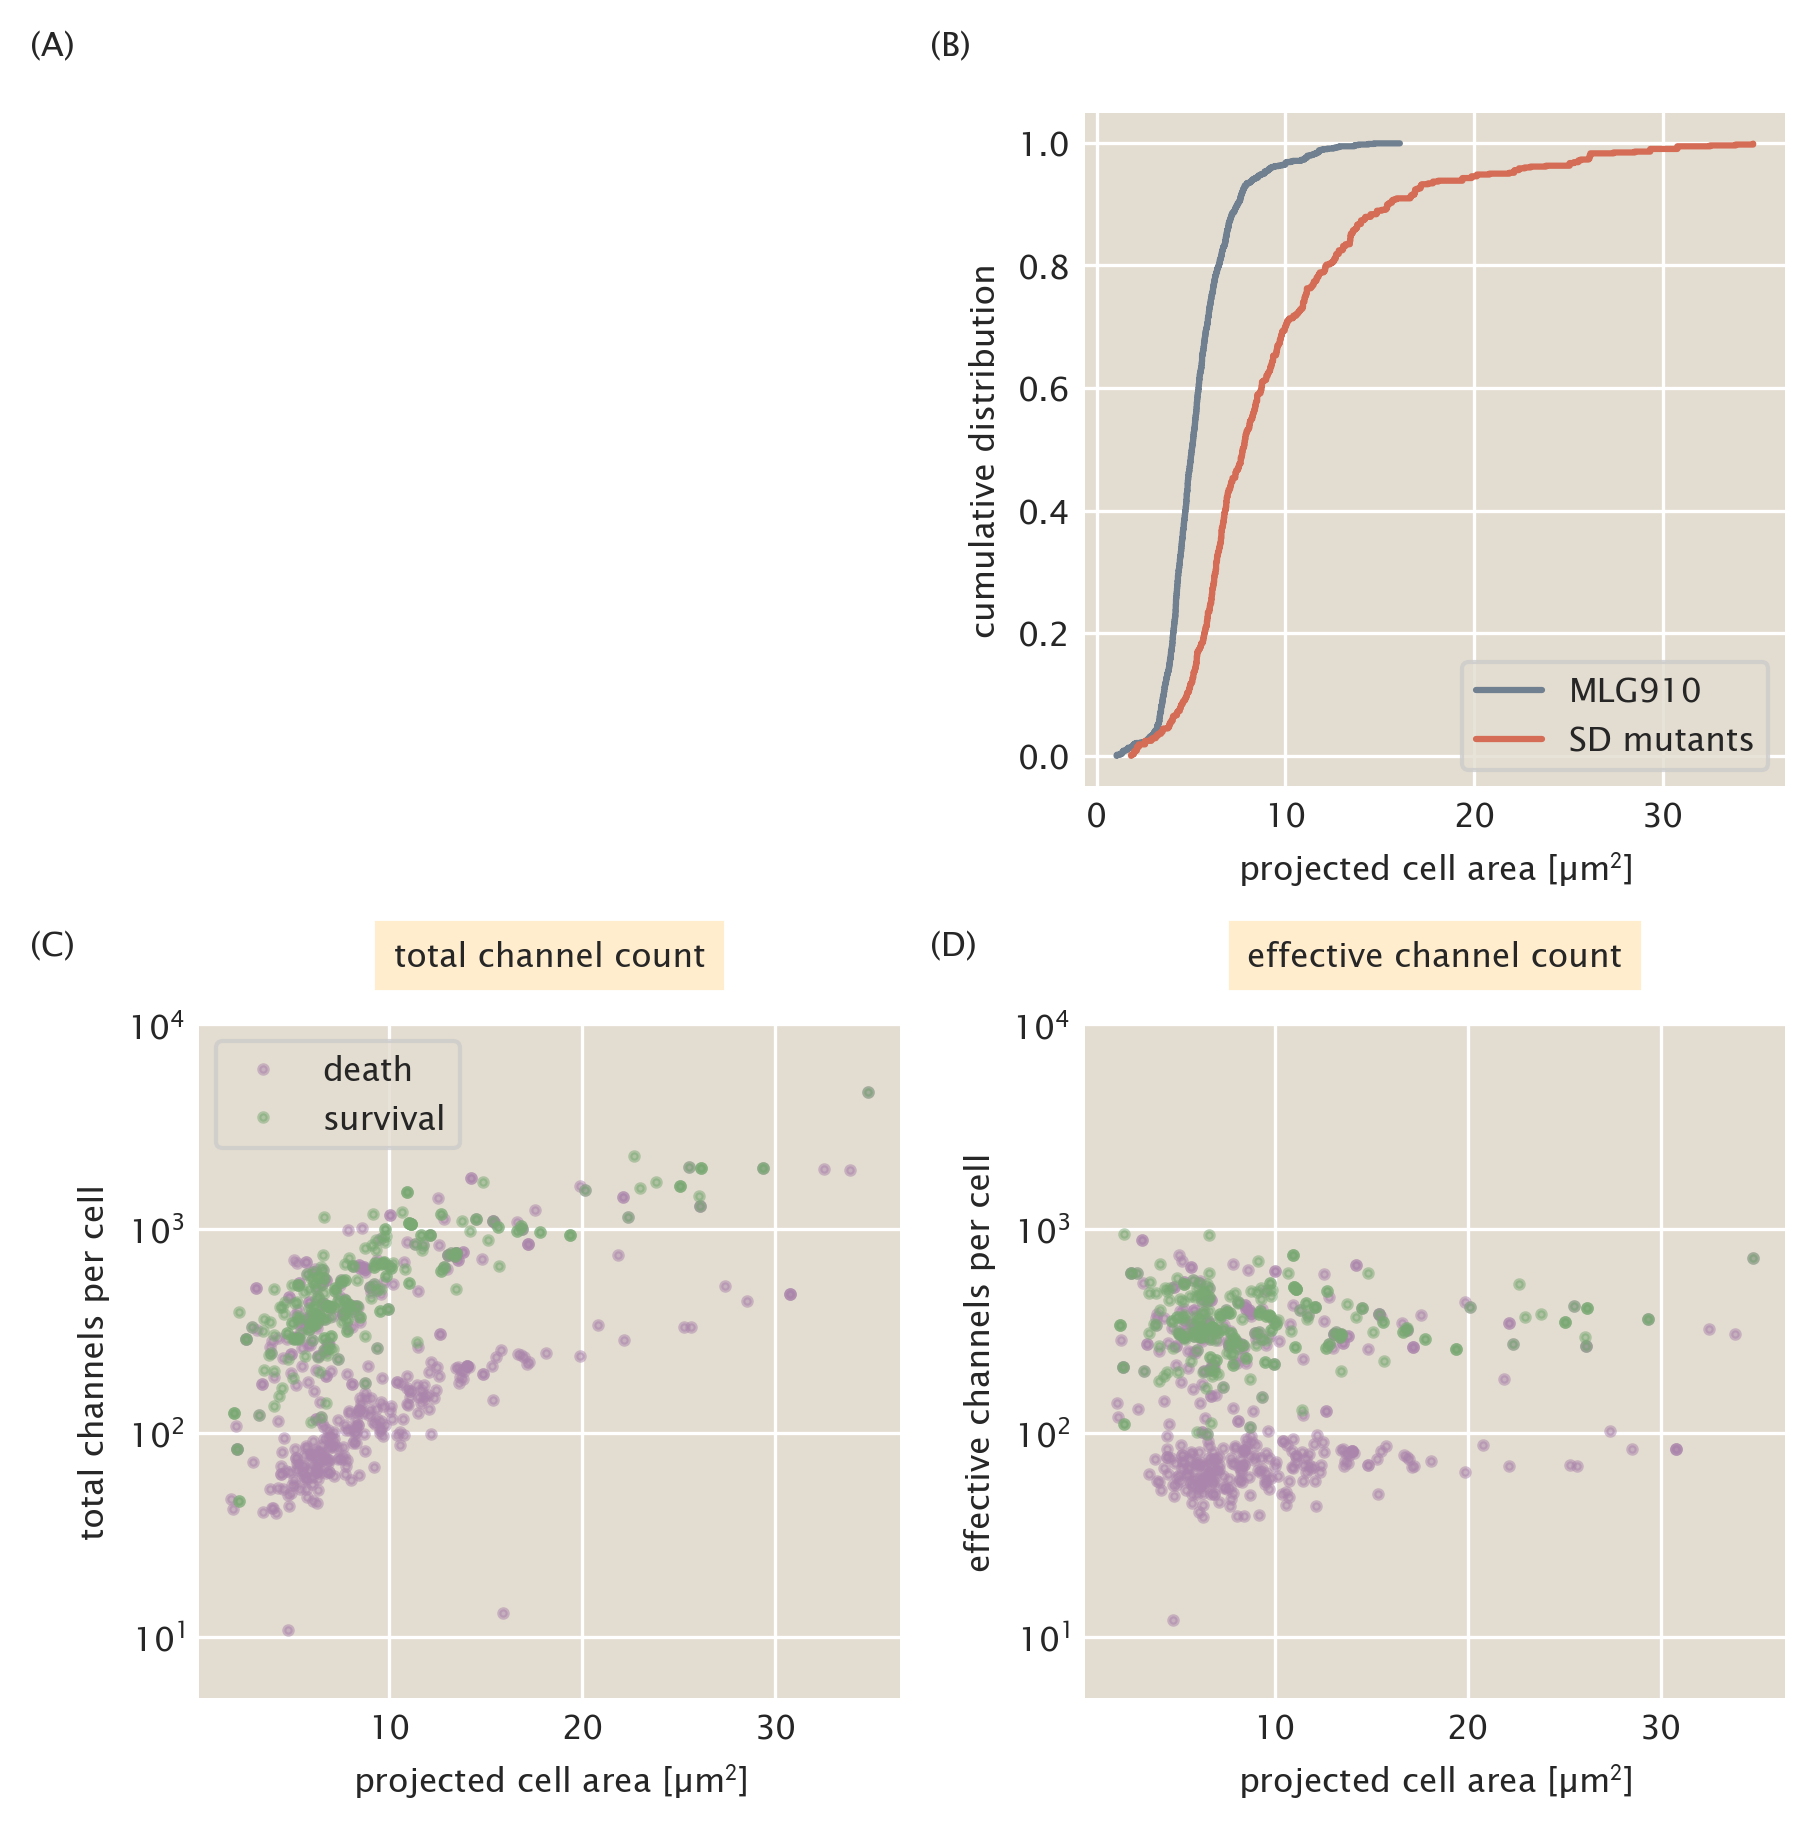 (A)
(B)
1.0
0.8
0.6
0.4
0.2
0.0
cumulative distribution
MLG910
SD mutants
0 10 20 30
projected cell area [µm²]
(C)
total channel count
10⁴
10³
10²
10¹
total channels per cell
death
survival
10 20 30
projected cell area [µm²]
(D)
effective channel count
10⁴
10³
10²
10¹
effective channels per cell
10 20 30
projected cell area [µm²]